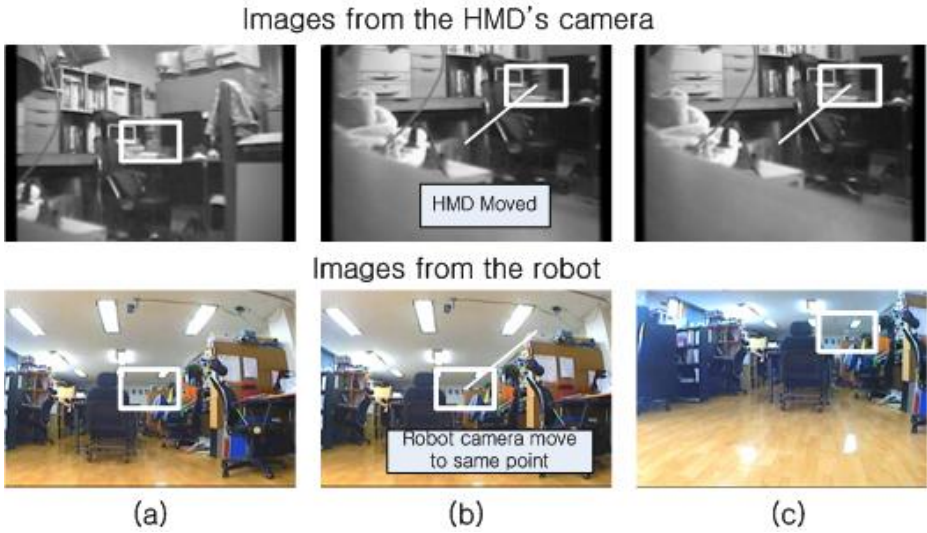 Images from the HMD's camera
HMD Moved
Images from the robot
Robot camera move
to same point
(a)
(b)
(c)